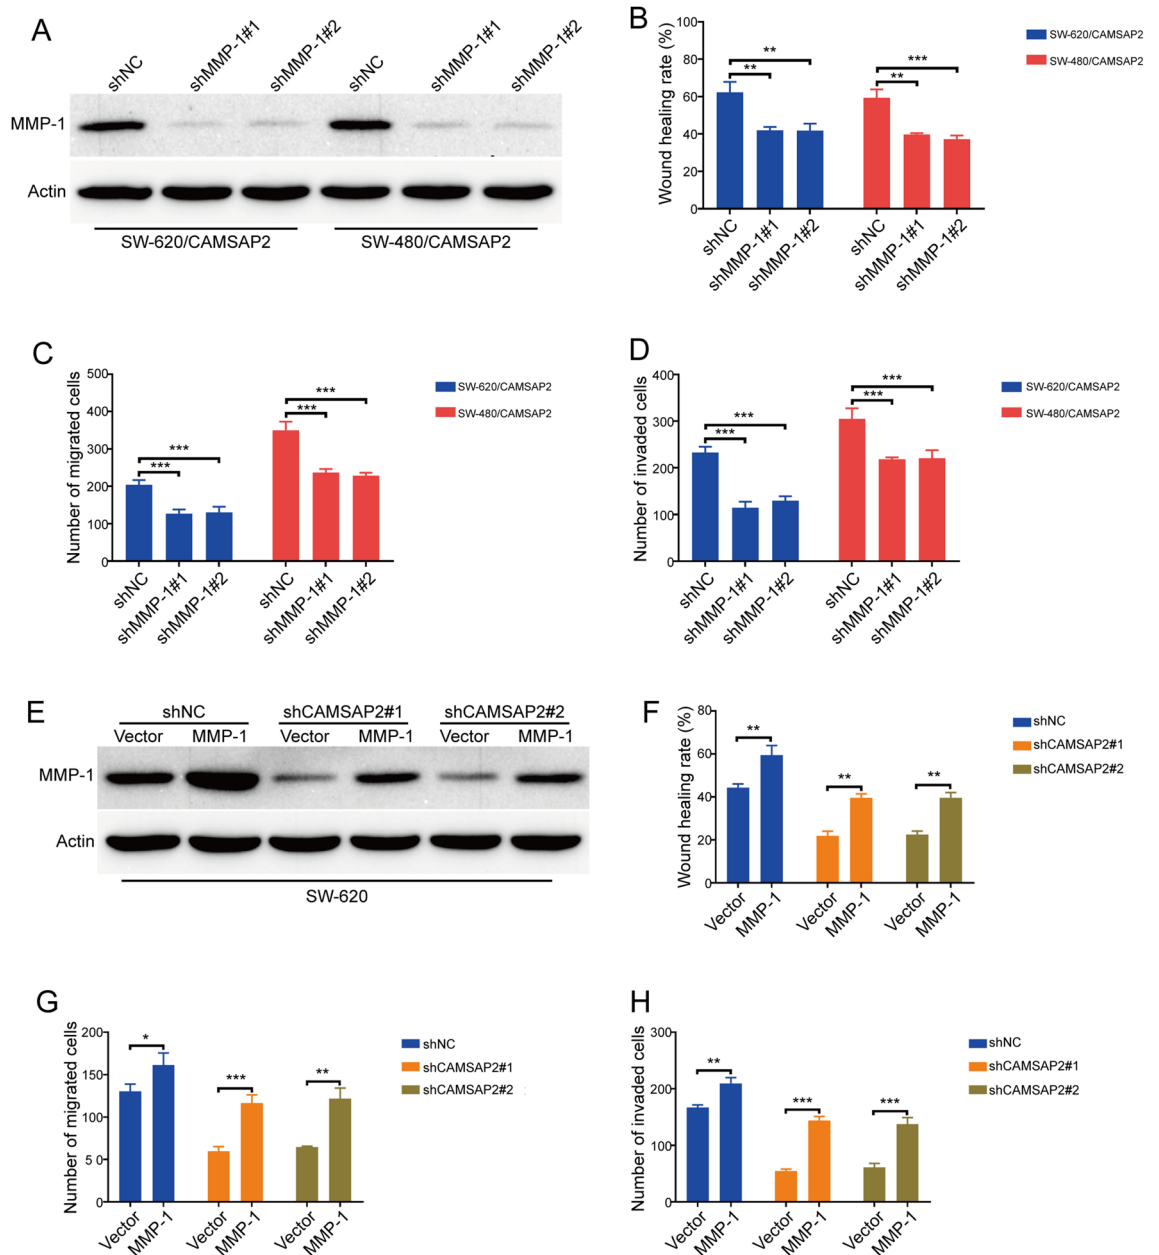 A
shNC
shMMP-1#1
shMMP-1#2
shNC
shMMP-1#1
shMMP-1#2
MMP-1
Actin
SW-620/CAMSAP2
SW-480/CAMSAP2
B
Wound healing rate (%)
100
80
60
40
20
0
**
**
**
***
shNC
shMMP-1#1
shMMP-1#2
shNC
shMMP-1#1
shMMP-1#2
SW-620/CAMSAP2
SW-480/CAMSAP2
C
Number of migrated cells
500
400
300
200
100
0
***
***
***
***
shNC
shMMP-1#1
shMMP-1#2
shNC
shMMP-1#1
shMMP-1#2
SW-620/CAMSAP2
SW-480/CAMSAP2
D
Number of invaded cells
400
300
200
100
0
***
***
***
***
shNC
shMMP-1#1
shMMP-1#2
shNC
shMMP-1#1
shMMP-1#2
SW-620/CAMSAP2
SW-480/CAMSAP2
E
shNC shCAMSAP2#1 shCAMSAP2#2
Vector MMP-1 Vector MMP-1 Vector MMP-1
MMP-1
Actin
SW-620
F
Wound healing rate (%)
80
60
40
20
0
**
**
**
Vector
MMP-1
Vector
MMP-1
Vector
MMP-1
shNC
shCAMSAP2#1
shCAMSAP2#2
G
Number of migrated cells
200
150
100
5 0
0
*
***
**
Vector
MMP-1
Vector
MMP-1
Vector
MMP-1
shNC
shCAMSAP2#1
shCAMSAP2#2
H
Number of invaded cells
300
200
100
0
**
***
***
Vector
MMP-1
Vector
MMP-1
Vector
MMP-1
shNC
shCAMSAP2#1
shCAMSAP2#2